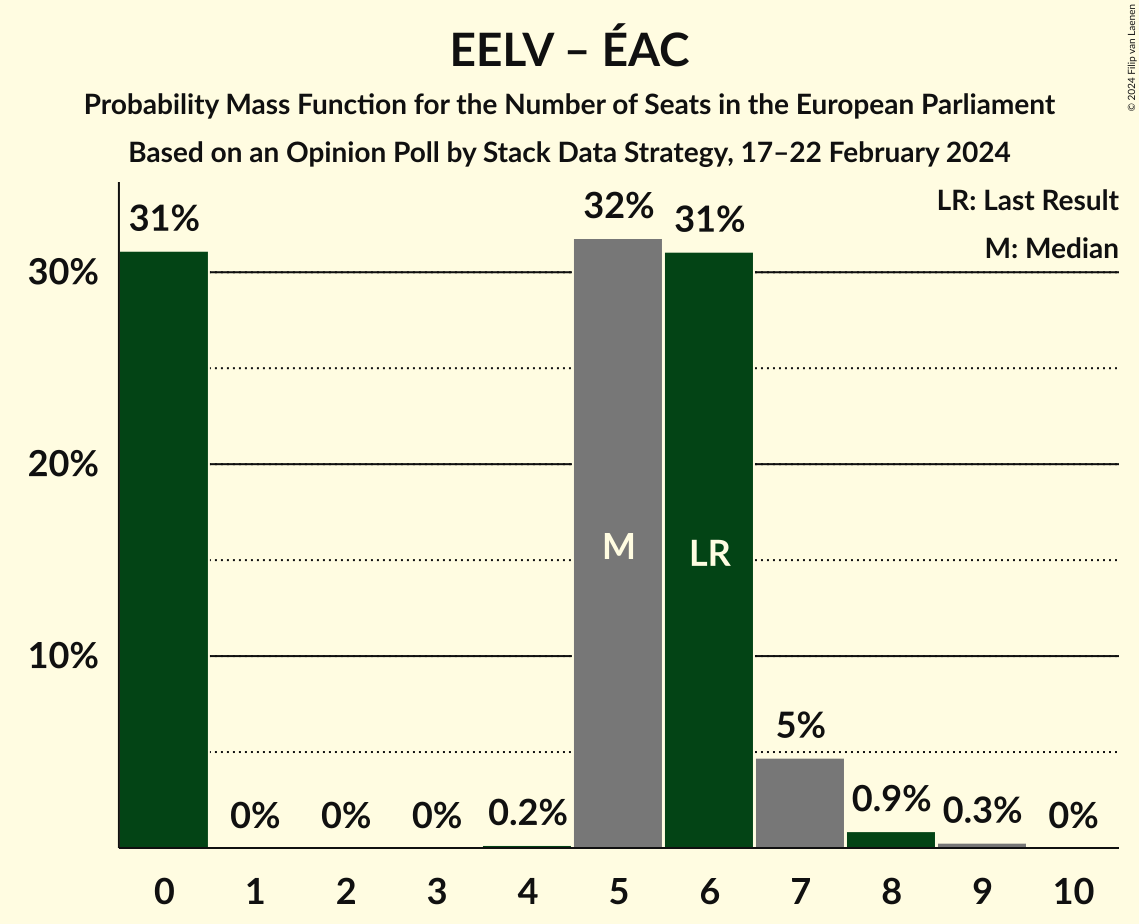 EELV – ÉAC
Probability Mass Function for the Number of Seats in the European Parliament
Based on an Opinion Poll by Stack Data Strategy, 17–22 February 2024
© 2024 Filip van Laenen
LR: Last Result
M: Median
31%
0%
0%
0%
0.2%
32%
31%
5%
0.9%
0.3%
0%
30%
20%
10%
M
LR
0 1 2 3 4 5 6 7 8 9 10